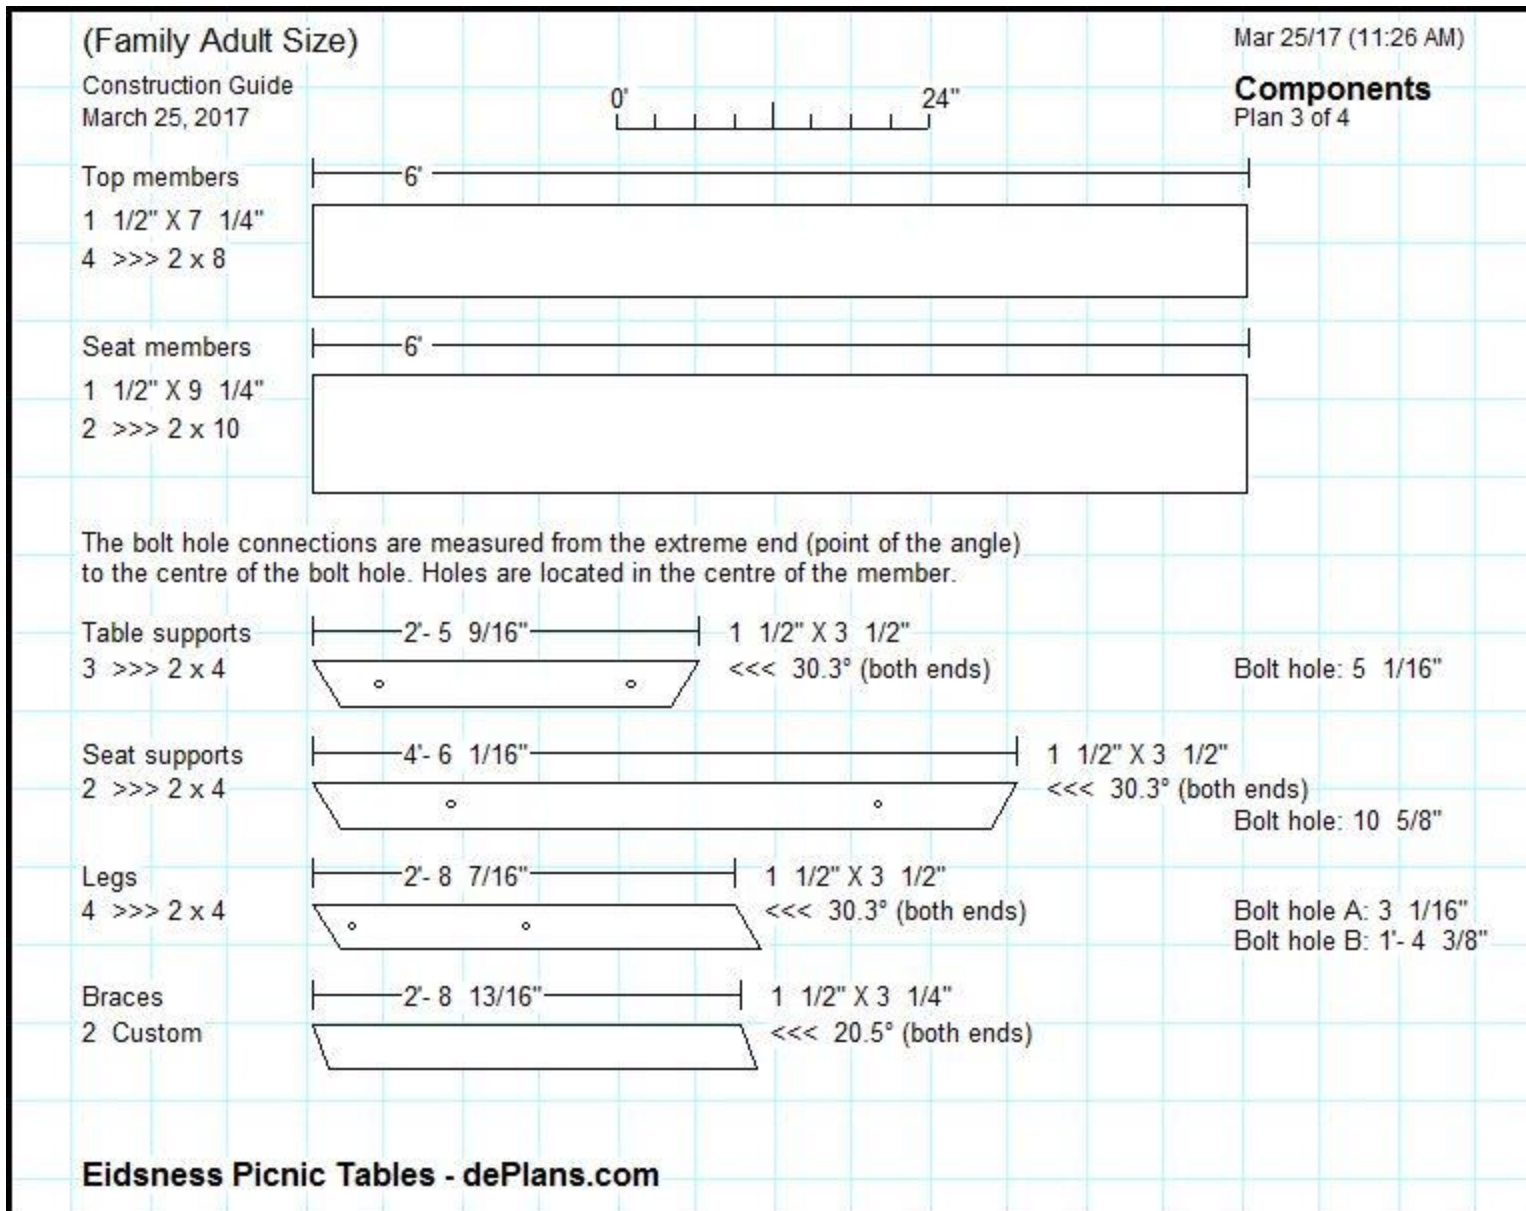 (Family Adult Size)
Mar 25/17 (11:26 AM)
Construction Guide
March 25, 2017
0' 24"
Components
Plan 3 of 4
Top members
6'
1 1/2" X 7 1/4"
4 >>> 2 x 8
Seat members
6'
1 1/2" X 9 1/4"
2 >>> 2 x 10
The bolt hole connections are measured from the extreme end (point of the angle)
to the centre of the bolt hole. Holes are located in the centre of the member.
Table supports
2'- 5 9/16"
1 1/2" X 3 1/2"
3 >>> 2 x 4
<<< 30.3° (both ends)
Bolt hole: 5 1/16"
Seat supports
4'- 6 1/16"
1 1/2" X 3 1/2"
2 >>> 2 x 4
<<< 30.3° (both ends)
Bolt hole: 10 5/8"
Legs
2'- 8 7/16"
1 1/2" X 3 1/2"
4 >>> 2 x 4
<<< 30.3° (both ends)
Bolt hole A: 3 1/16"
Bolt hole B: 1'- 4 3/8"
Braces
2'- 8 13/16"
1 1/2" X 3 1/4"
2 Custom
<<< 20.5° (both ends)
Eidsness Picnic Tables - dePlans.com